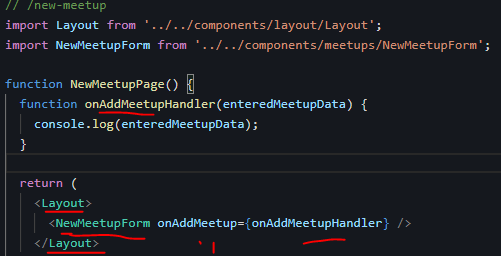 // /new-meetup
import Layout from '../../components/layout/Layout';
import NewMeetupForm from '../../components/meetups/NewMeetupForm';
function NewMeetupPage() {
function onAddMeetupHandler(enteredMeetupData) {
console.log(enteredMeetupData);
}
return (
<Layout>
<NewMeetupForm onAddMeetup={onAddMeetupHandler} />
</Layout>